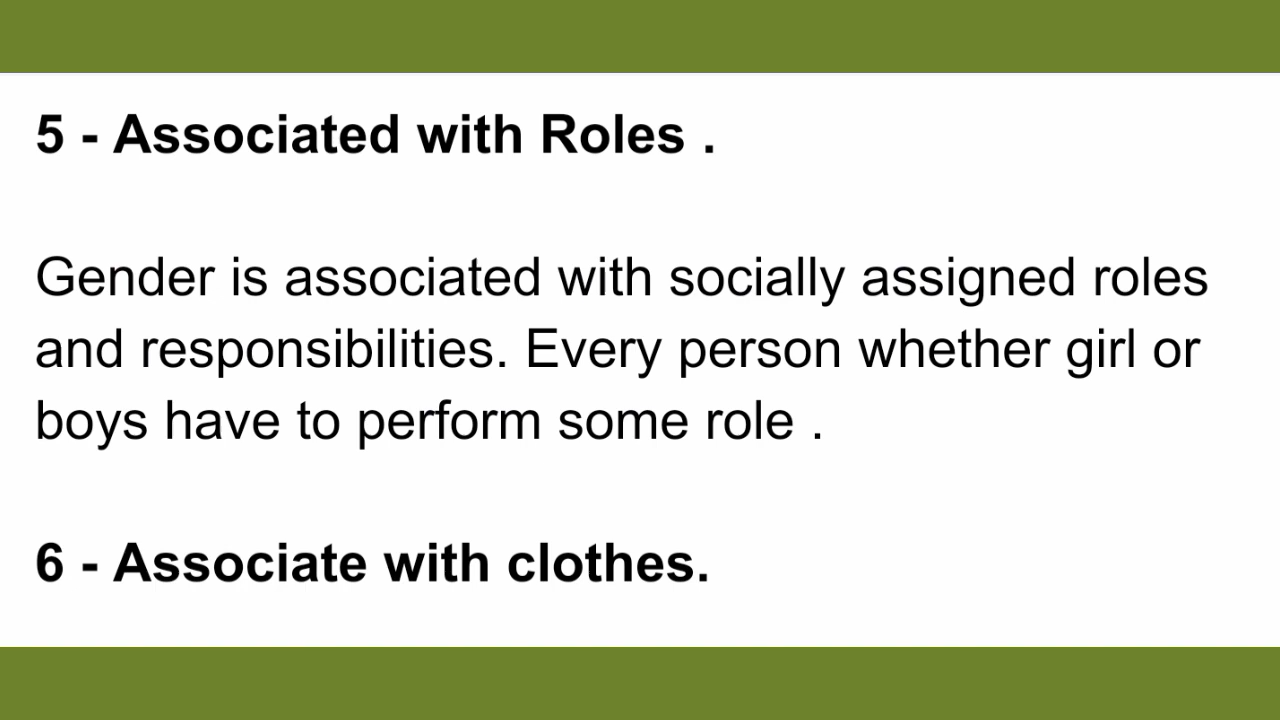 5 - Associated with Roles .
Gender is associated with socially assigned roles
and responsibilities. Every person whether girl or
boys have to perform some role .
6 - Associate with clothes.